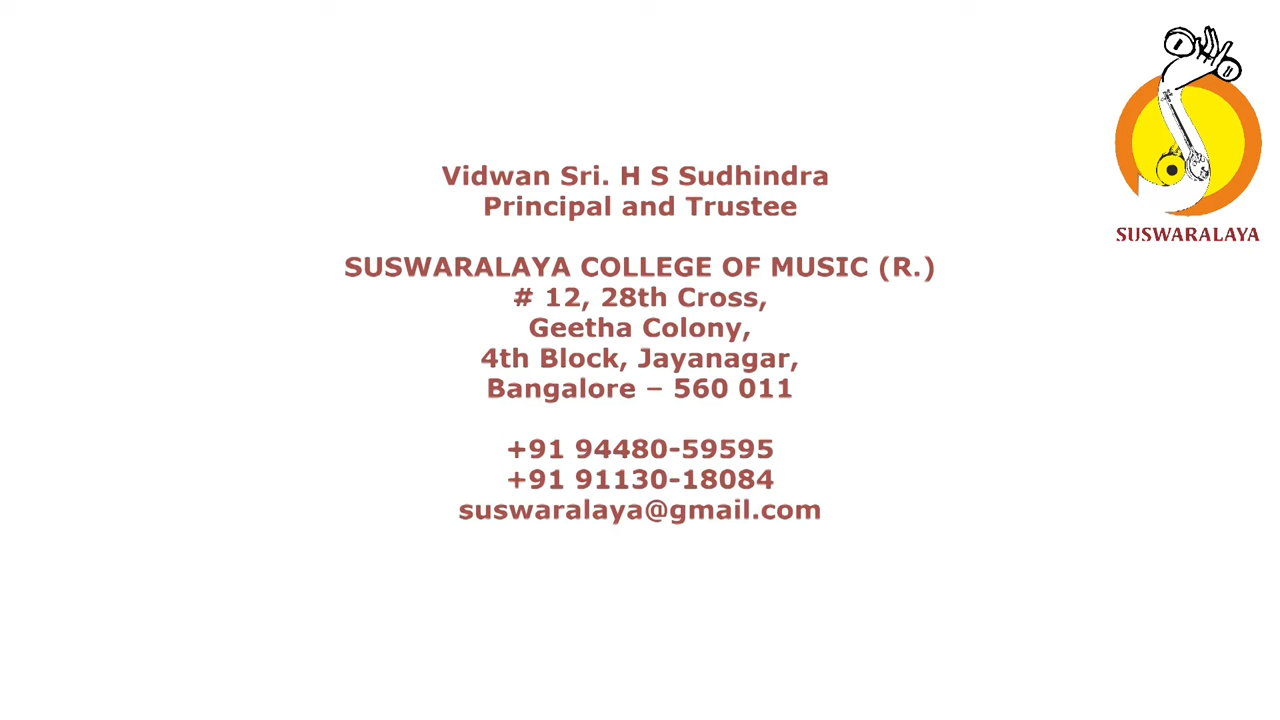 Vidwan Sri. H S Sudhindra
Principal and Trustee
SUSWARALAYA COLLEGE OF MUSIC (R.)
# 12, 28th Cross,
Geetha Colony,
4th Block, Jayanagar,
Bangalore – 560 011
+91 94480-59595
+91 91130-18084
suswaralaya@gmail.com
SUSWARALAYA